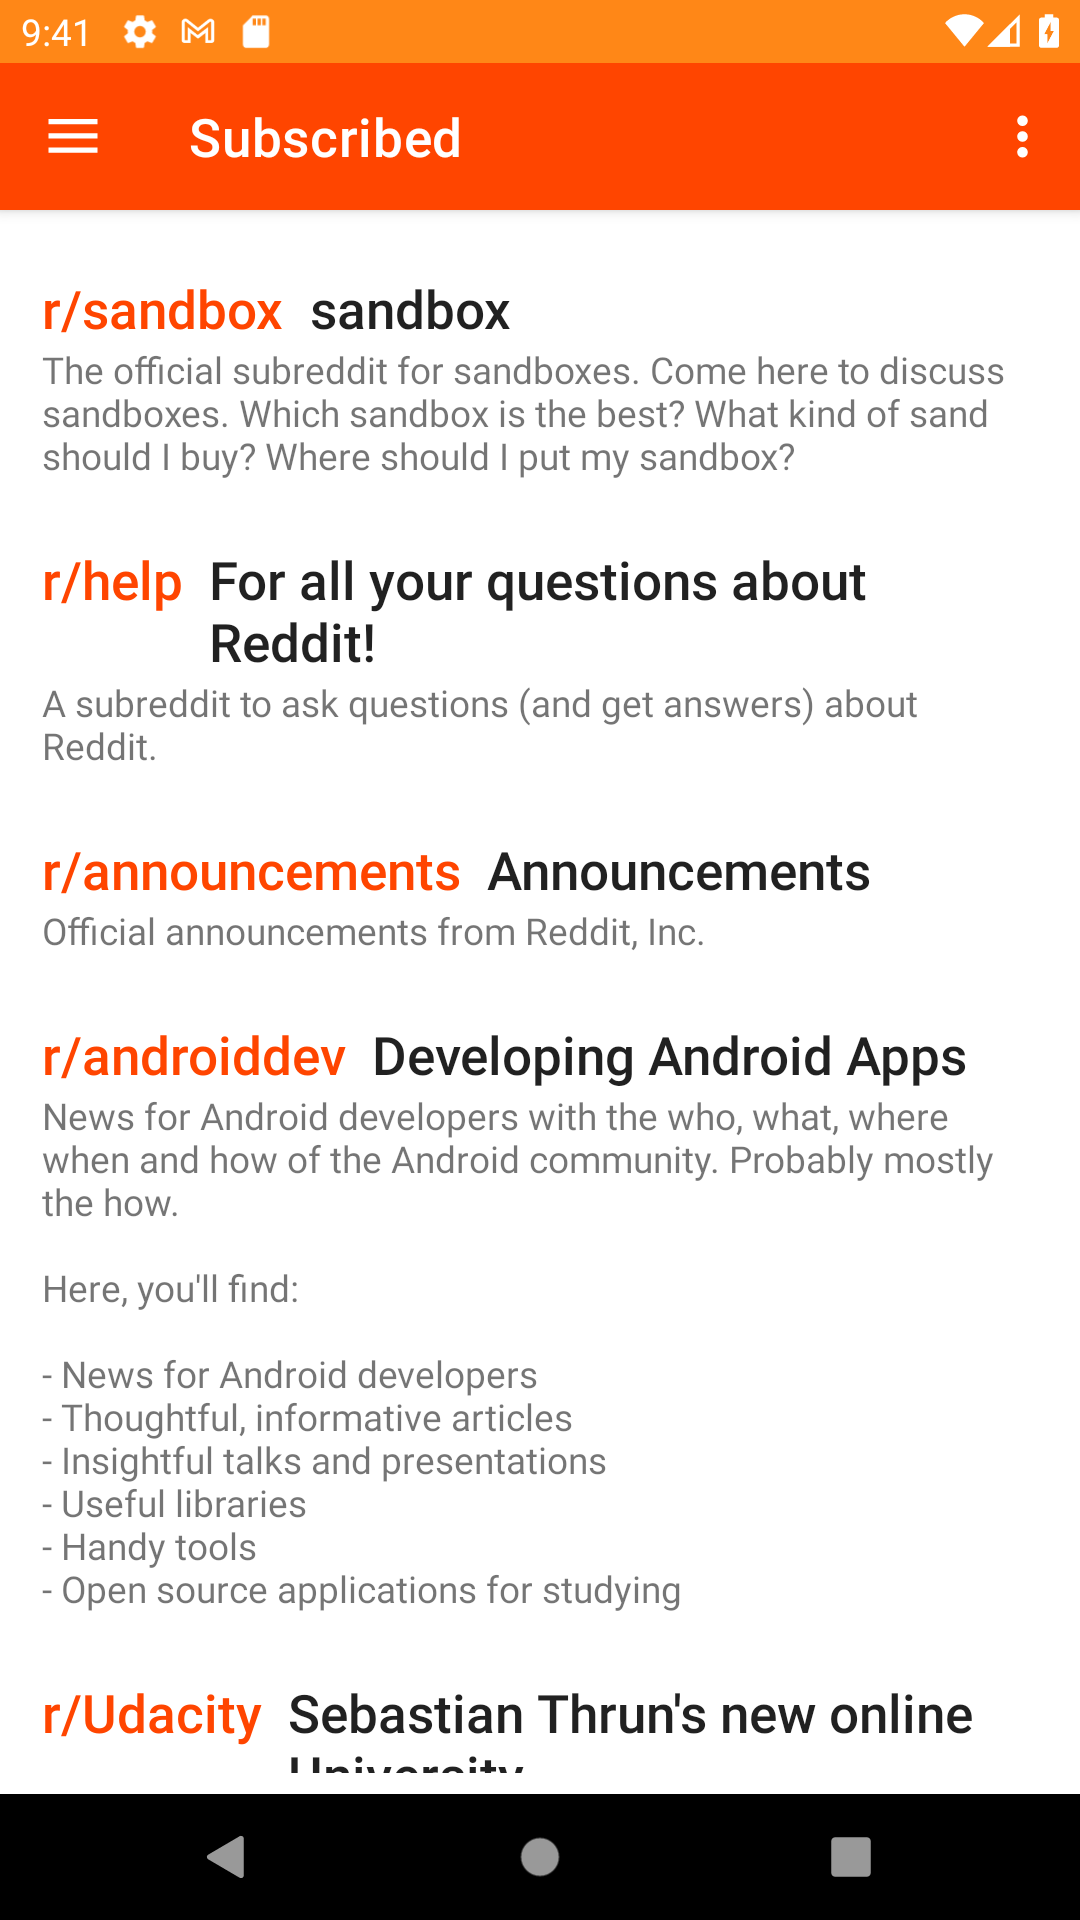 9:41
Subscribed
r/sandbox sandbox
The official subreddit for sandboxes. Come here to discuss
sandboxes. Which sandbox is the best? What kind of sand
should I buy? Where should I put my sandbox?
r/help For all your questions about
Reddit!
A subreddit to ask questions (and get answers) about
Reddit.
r/announcements Announcements
Official announcements from Reddit, Inc.
r/androiddev Developing Android Apps
News for Android developers with the who, what, where
when and how of the Android community. Probably mostly
the how.
Here, you'll find:
- News for Android developers
- Thoughtful, informative articles
- Insightful talks and presentations
- Useful libraries
- Handy tools
- Open source applications for studying
r/Udacity Sebastian Thrun's new online
University